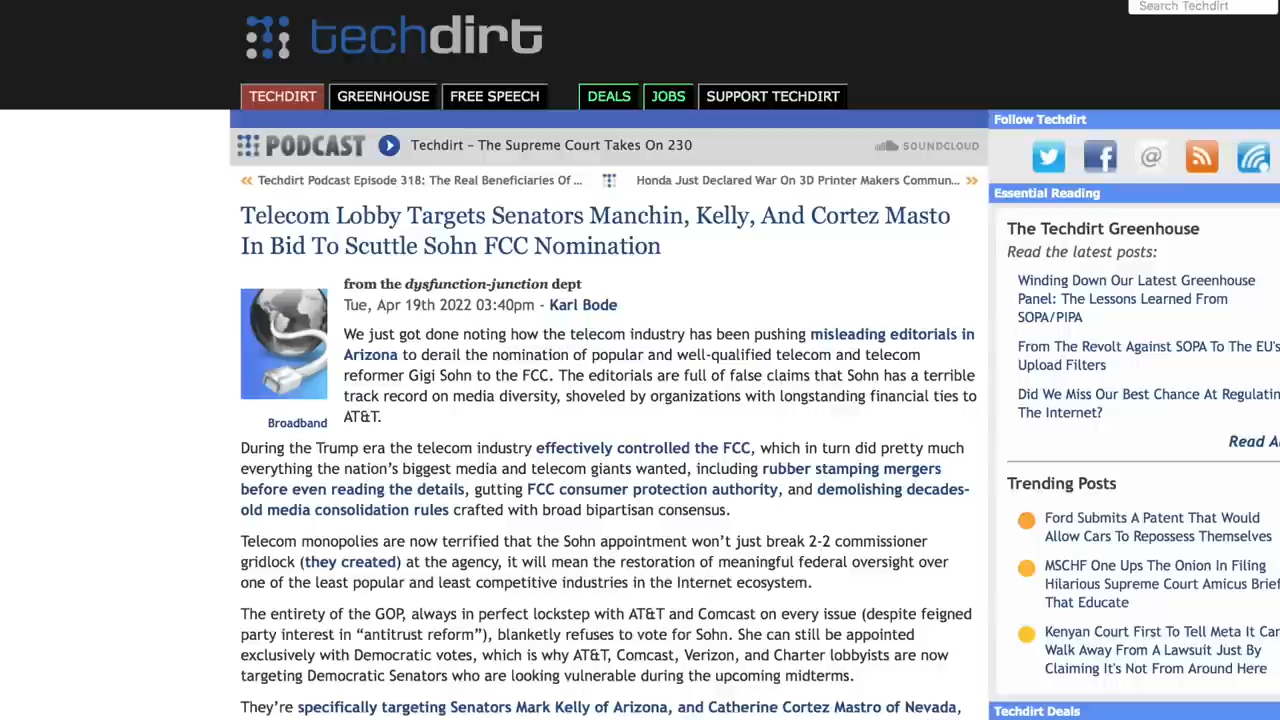 Search Techdirt
techdirt
TECHDIRT
GREENHOUSE
FREE SPEECH
DEALS
JOBS
SUPPORT TECHDIRT
PODCAST
Techdirt – The Supreme Court Takes On 230
SOUNDCLOUD
« Techdirt Podcast Episode 318: The Real Beneficiaries Of ...
Honda Just Declared War On 3D Printer Makers Commun... »
Telecom Lobby Targets Senators Manchin, Kelly, And Cortez Masto
In Bid To Scuttle Sohn FCC Nomination
Broadband
from the dysfunction-junction dept
Tue, Apr 19th 2022 03:40pm - Karl Bode
We just got done noting how the telecom industry has been pushing misleading editorials in
Arizona to derail the nomination of popular and well-qualified telecom and telecom
reformer Gigi Sohn to the FCC. The editorials are full of false claims that Sohn has a terrible
track record on media diversity, shoveled by organizations with longstanding financial ties to
AT&T.
During the Trump era the telecom industry effectively controlled the FCC, which in turn did pretty much
everything the nation's biggest media and telecom giants wanted, including rubber stamping mergers
before even reading the details, gutting FCC consumer protection authority, and demolishing decades-
old media consolidation rules crafted with broad bipartisan consensus.
Telecom monopolies are now terrified that the Sohn appointment won't just break 2-2 commissioner
gridlock (they created) at the agency, it will mean the restoration of meaningful federal oversight over
one of the least popular and least competitive industries in the Internet ecosystem.
The entirety of the GOP, always in perfect lockstep with AT&T and Comcast on every issue (despite feigned
party interest in “antitrust reform”), blanketly refuses to vote for Sohn. She can still be appointed
exclusively with Democratic votes, which is why AT&T, Comcast, Verizon, and Charter lobbyists are now
targeting Democratic Senators who are looking vulnerable during the upcoming midterms.
They're specifically targeting Senators Mark Kelly of Arizona, and Catherine Cortez Mastro of Nevada,
Follow Techdirt
Essential Reading
The Techdirt Greenhouse
Read the latest posts:
Winding Down Our Latest Greenhouse
Panel: The Lessons Learned From
SOPA/PIPA
From The Revolt Against SOPA To The EU's
Upload Filters
Did We Miss Our Best Chance At Regulatin
The Internet?
Read A
Trending Posts
Ford Submits A Patent That Would
Allow Cars To Repossess Themselves
MSCHF One Ups The Onion In Filing
Hilarious Supreme Court Amicus Brief
That Educate
Kenyan Court First To Tell Meta It Can
Walk Away From A Lawsuit Just By
Claiming It's Not From Around Here
Techdirt Deals